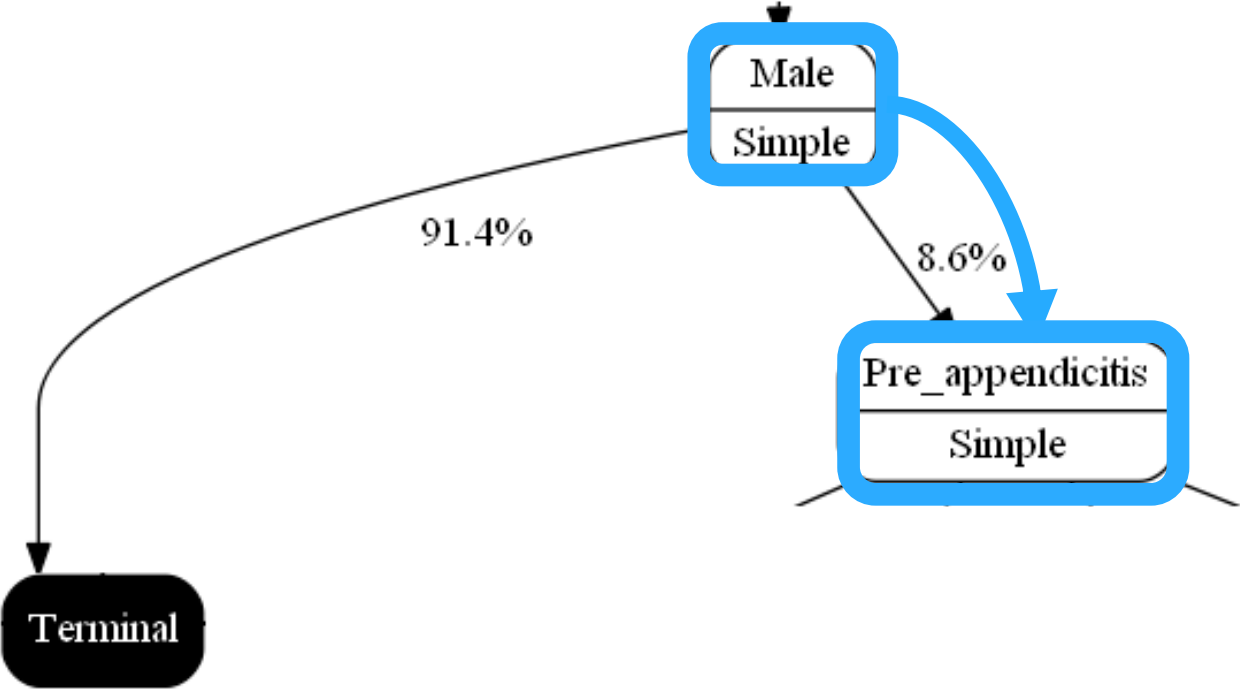 Male
Simple
91.4%
8.6%
Pre_appendicitis
Simple
Terminal